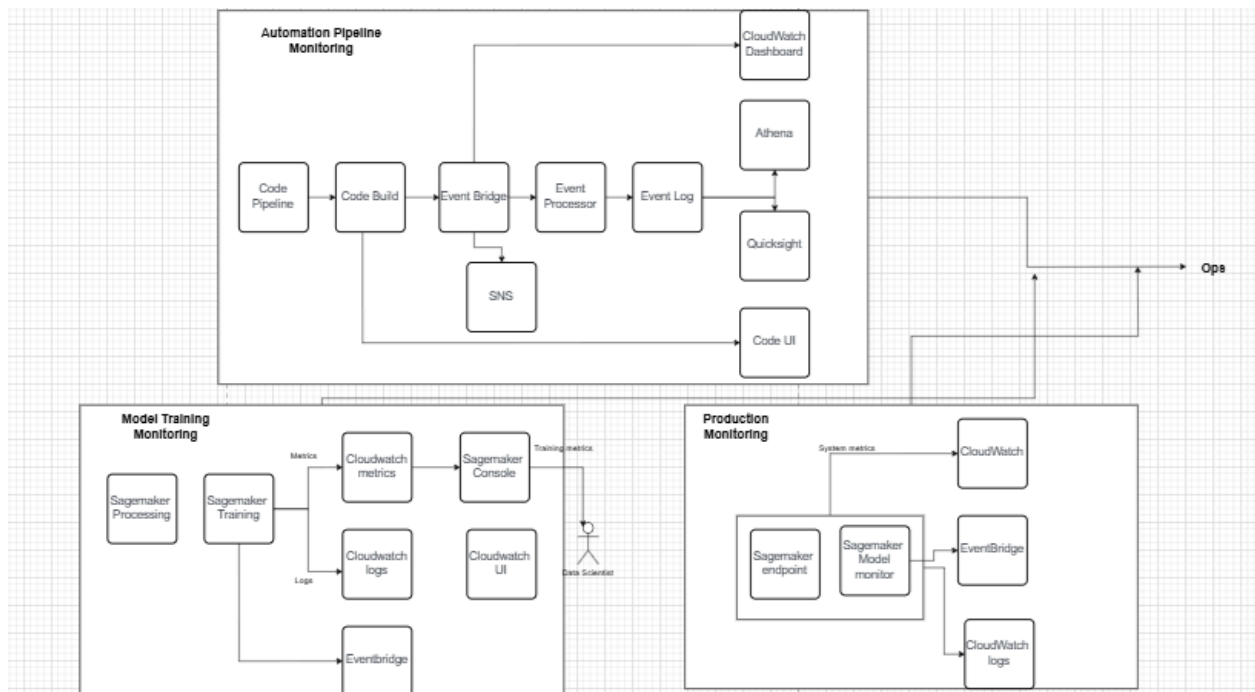 Automation Pipeline
Monitoring
CloudWatch
Dashboard
Athena
Code
Pipeline
Code Build
Event Bridge
Event
Processor
Event Log
Quicksight
SNS
Code UI
Ops
Model Training
Monitoring
Metrics
Cloudwatch
metrics
Sagemaker
Console
Training metrics
Sagemaker
Processing
Sagemaker
Training
Logs
Cloudwatch
logs
Cloudwatch
UI
Data Scientist
Eventbridge
Production
Monitoring
System metrics
CloudWatch
Sagemaker
endpoint
Sagemaker
Model
monitor
EventBridge
CloudWatch
logs